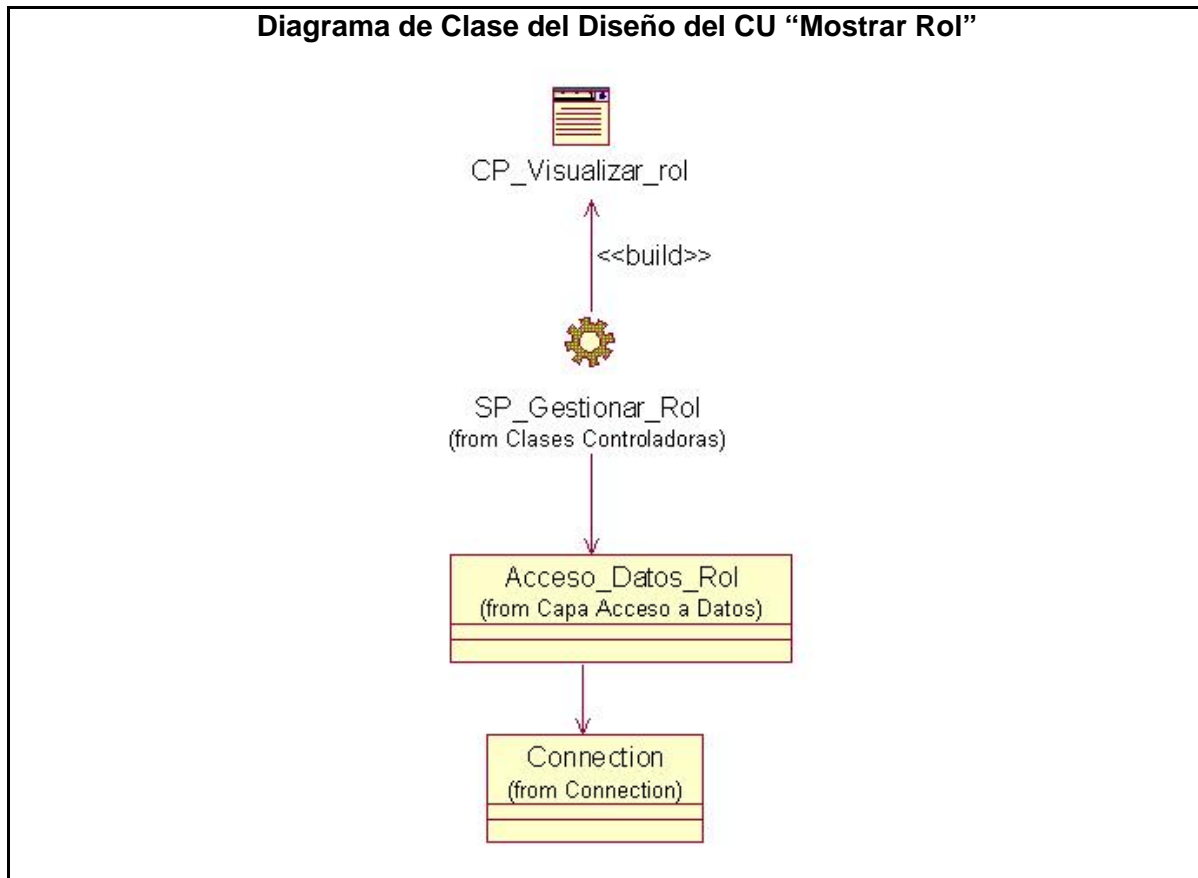 Diagrama de Clase del Diseño del CU “Mostrar Rol”
CP_Visualizar_rol
<<build>>
SP_Gestionar_Rol
(from Clases Controladoras)
Acceso_Datos_Rol
(from Capa Acceso a Datos)
Connection
(from Connection)